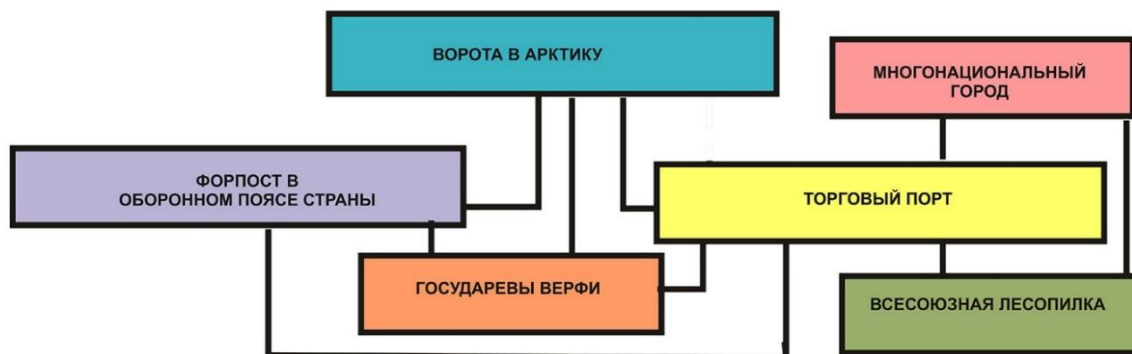 ВОРОТА В АРКТИКУ
МНОГОНАЦИОНАЛЬНЫЙ
ГОРОД
ФОРПОСТ В
ОБОРОННОМ ПОЯСЕ СТРАНЫ
ТОРГОВЫЙ ПОРТ
ГОСУДАРЕВЫ ВЕРФИ
ВСЕСОЮЗНАЯ ЛЕСОПИЛКА